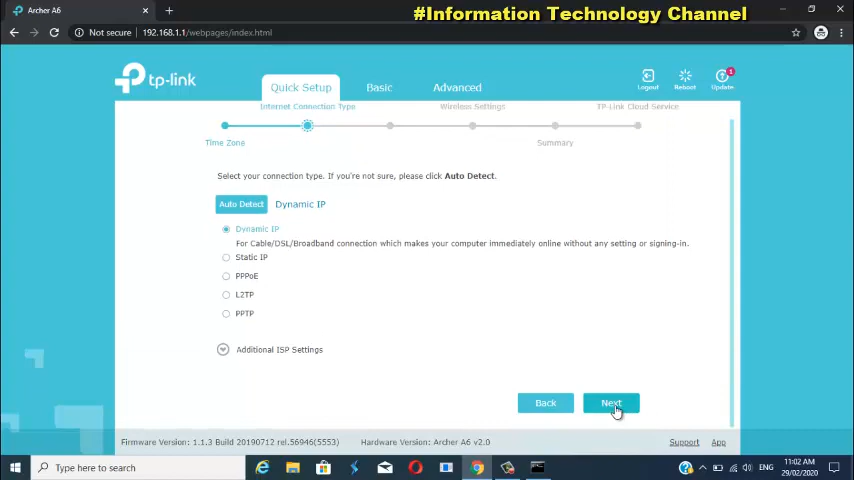 #Information Technology Channel
Archer A6
Not secure | 192.168.1.1/webpages/index.html
tp-link
Quick Setup
Basic
Advanced
Logout
Reboot
1
Update
Internet Connection Type
Wireless Settings
TP-Link Cloud Service
Time Zone
Summary
Select your connection type. If you're not sure, please click Auto Detect.
Auto Detect
Dynamic IP
Dynamic IP
For Cable/DSL/Broadband connection which makes your computer immediately online without any setting or signing-in.
Static IP
PPPoE
L2TP
PPTP
Additional ISP Settings
Back
Next
Firmware Version: 1.1.3 Build 20190712 rel.56946(5553)
Hardware Version: Archer A6 v2.0
Support
App
Type here to search
ENG
11:02 AM
29/02/2020